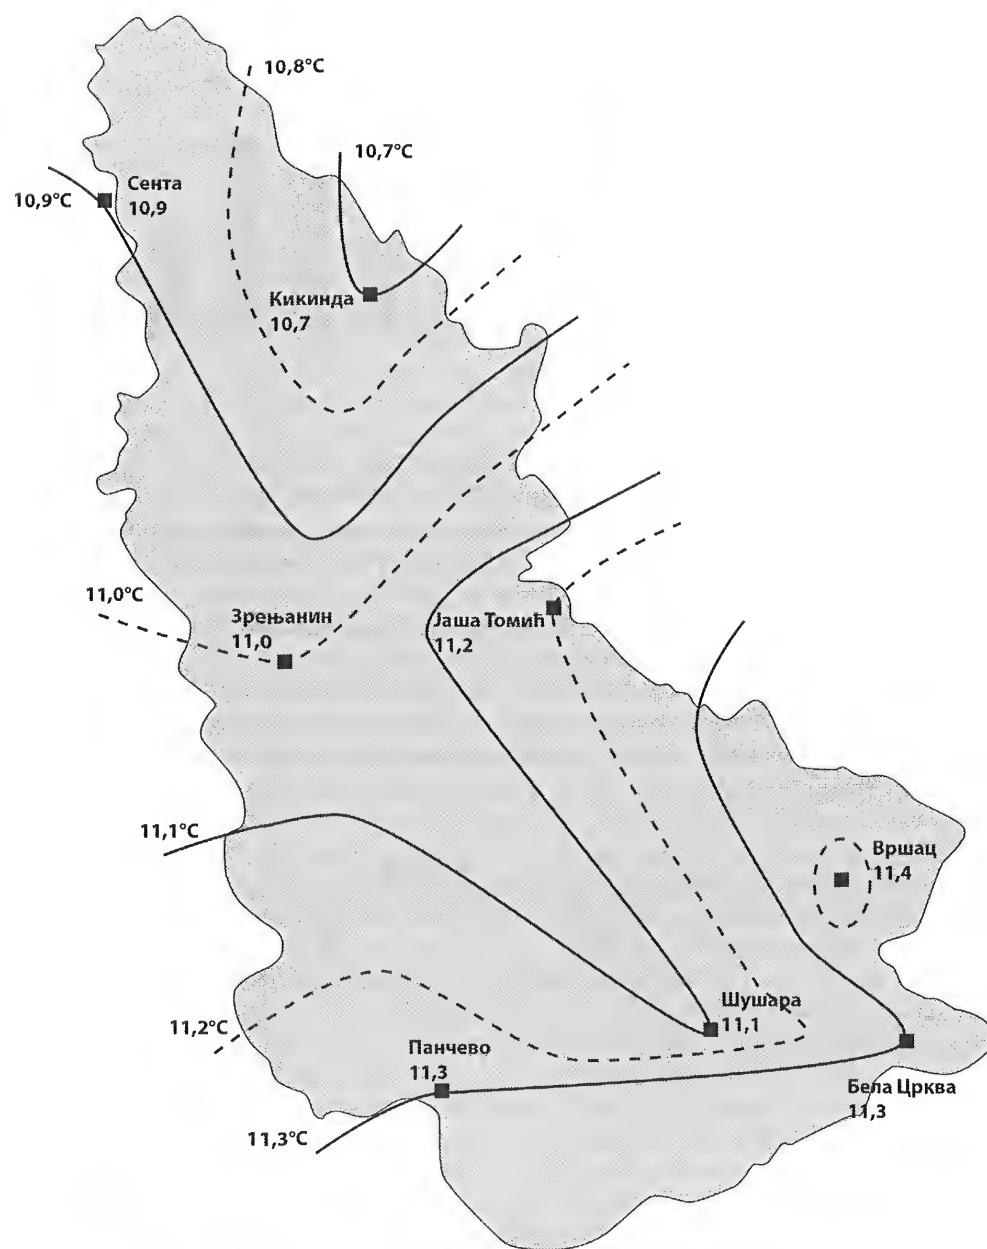 10,8°C
10,7°C
Сента
10,9
10,9°C
Кикинда
10,7
11,0°C
Зрењанин
11,0
Јаша Томић
11,2
11,1°C
Вршац
11,4
Шушара
11,1
11,2°C
Панчево
11,3
Бела Црква
11,3
11,3°C